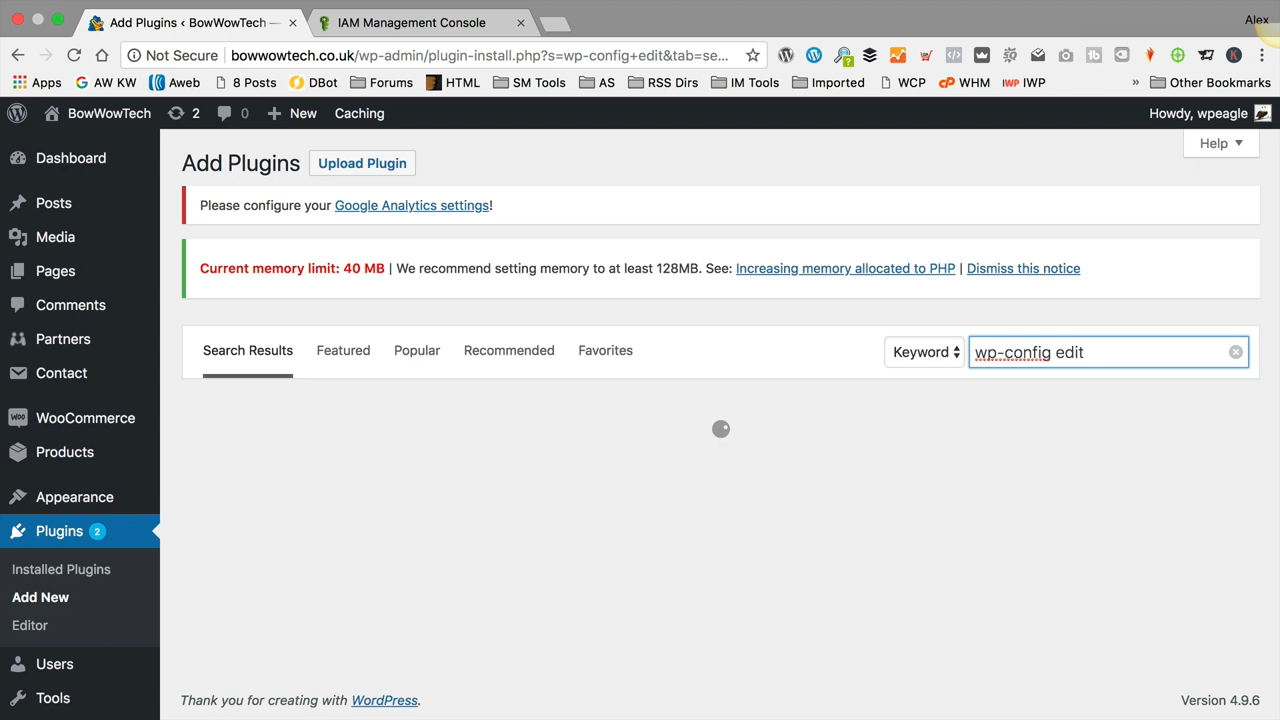 Add Plugins ‹ BowWowTech —
IAM Management Console
Alex
Not Secure bowwowtech.co.uk/wp-admin/plugin-install.php?s=wp-config+edit&tab=se...
Apps AW KW Aweb 8 Posts DBot Forums HTML SM Tools AS RSS Dirs IM Tools Imported WCP WHM IWP » Other Bookmarks
BowWowTech 2 0 New Caching Howdy, wpeagle
Help
Dashboard
Posts
Media
Pages
Comments
Partners
Contact
WooCommerce
Products
Appearance
Plugins 2
Installed Plugins
Add New
Editor
Users
Tools
Add Plugins Upload Plugin
Please configure your Google Analytics settings!
Current memory limit: 40 MB | We recommend setting memory to at least 128MB. See: Increasing memory allocated to PHP | Dismiss this notice
Search Results Featured Popular Recommended Favorites Keyword wp-config edit
Thank you for creating with WordPress. Version 4.9.6